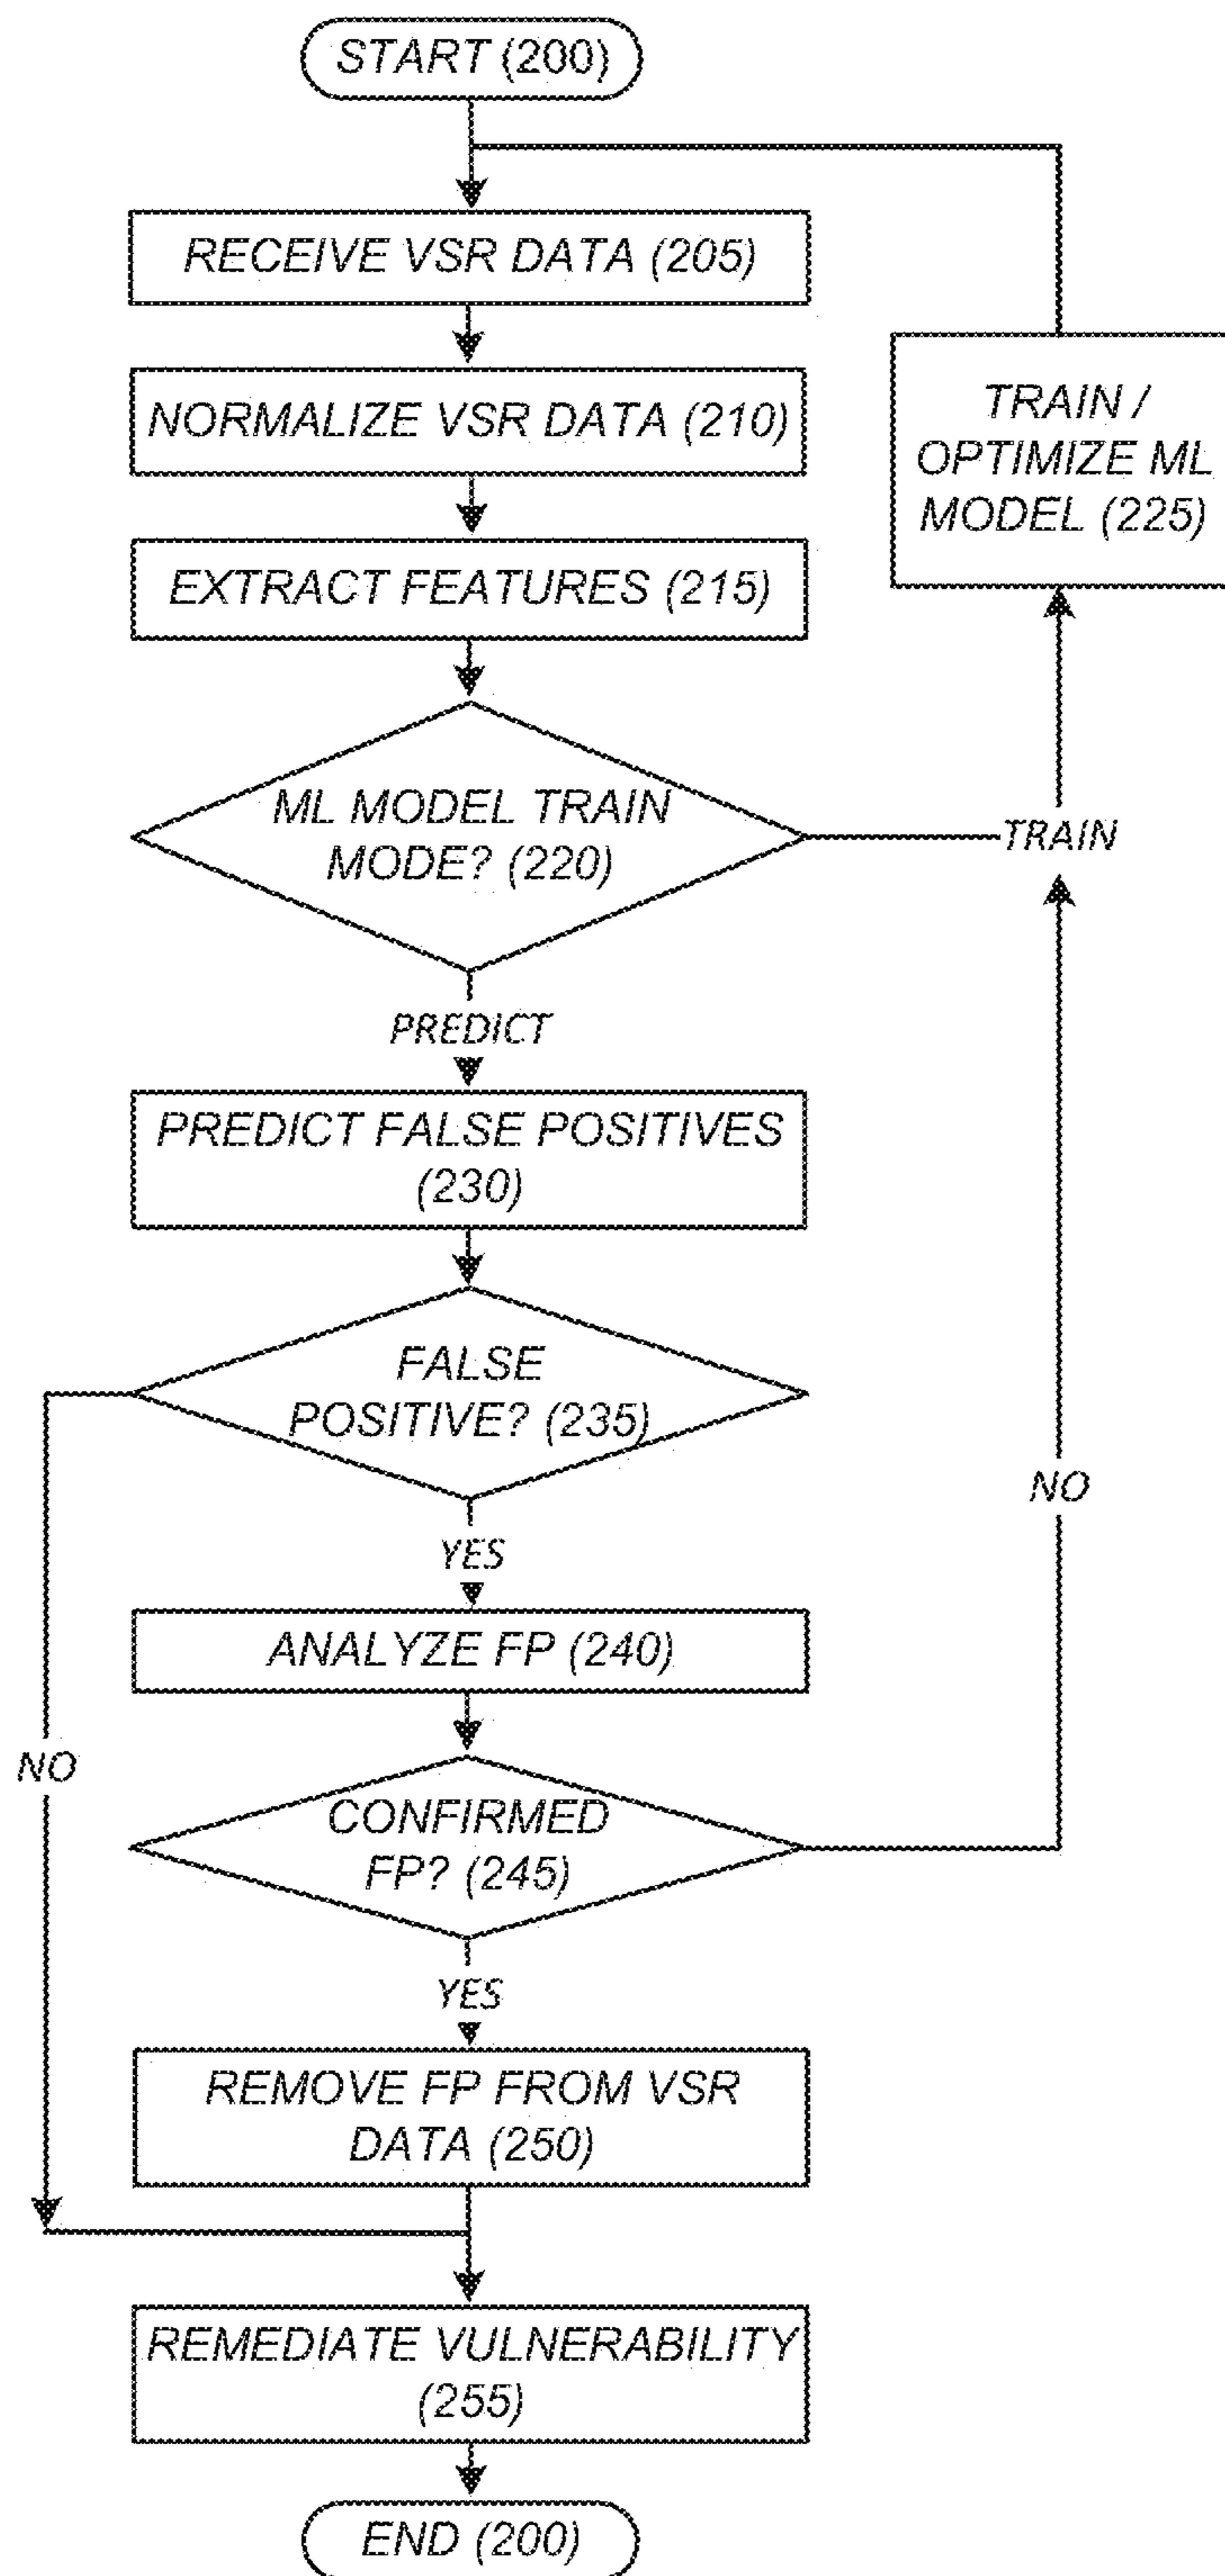 START (200)
RECEIVE VSR DATA (205)
NORMALIZE VSR DATA (210)
TRAIN /
OPTIMIZE ML
MODEL (225)
EXTRACT FEATURES (215)
ML MODEL TRAIN
MODE? (220)
TRAIN
PREDICT
PREDICT FALSE POSITIVES
(230)
FALSE
POSITIVE? (235)
NO
YES
ANALYZE FP (240)
NO
CONFIRMED
FP? (245)
YES
REMOVE FP FROM VSR
DATA (250)
REMEDIATE VULNERABILITY
(255)
END (200)